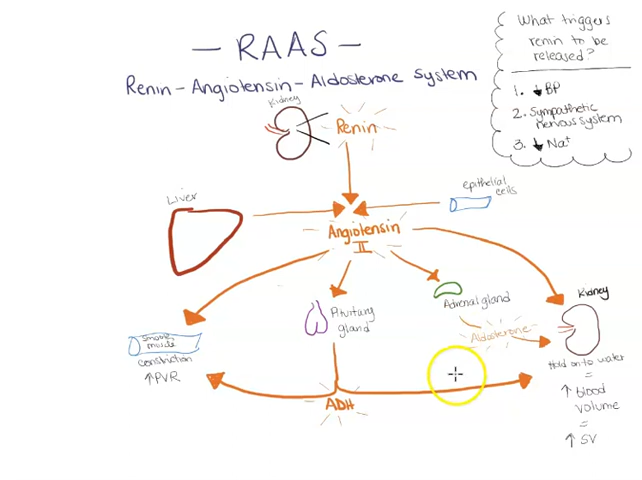 — RAAS —
Renin - Angiotensin - Aldosterone System
What triggers
renin to be
released?
1. ↓ BP
2. Sympathetic
nervous system
3. ↓ Na+
Kidney
Renin
Liver
epithelial
cells
Angiotensin
II
Pituitary
gland
Adrenal gland
Aldosterone
Kidney
Smooth
muscle
constriction
↑ PVR
ADH
Hold on to water
=
↑ blood
volume
=
↑ SV